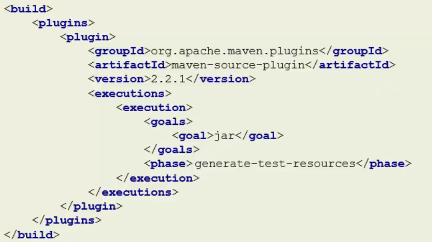 <build>
<plugins>
<plugin>
<groupId>org.apache.maven.plugins</groupId>
<artifactId>maven-source-plugin</artifactId>
<version>2.2.1</version>
<executions>
<execution>
<goals>
<goal>jar</goal>
</goals>
<phase>generate-test-resources</phase>
</execution>
</executions>
</plugin>
</plugins>
</build>